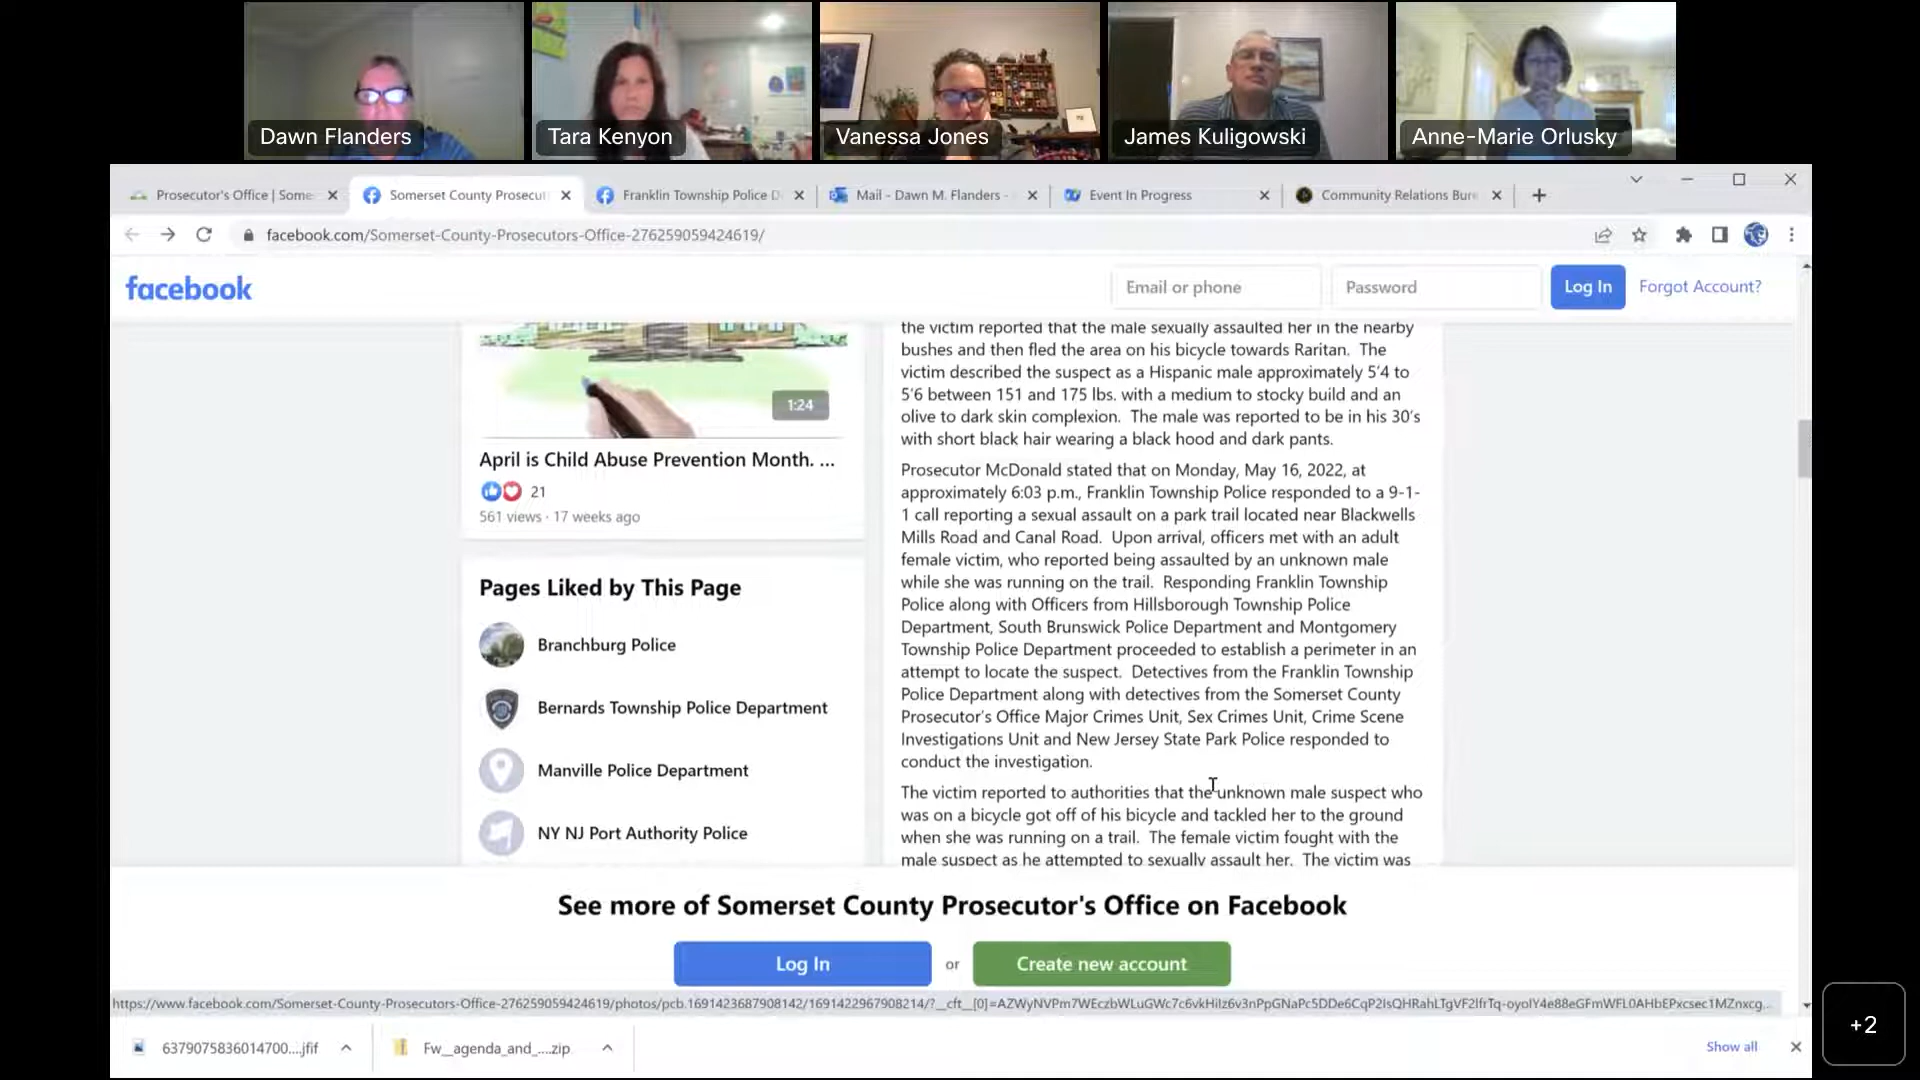 Dawn Flanders
Tara Kenyon
Vanessa Jones
James Kuligowski
Anne-Marie Orlusky
Prosecutor's Office | Some
Somerset County Prosecut
Franklin Township Police D
Mail - Dawn M. Flanders -
Event In Progress
Community Relations Bure
facebook.com/Somerset-County-Prosecutors-Office-276259059424619/
facebook
Email or phone
Password
Log In
Forgot Account?
1:24
April is Child Abuse Prevention Month. ...
21
561 views · 17 weeks ago
Pages Liked by This Page
Branchburg Police
Bernards Township Police Department
Manville Police Department
NY NJ Port Authority Police
the victim reported that the male sexually assaulted her in the nearby
bushes and then fled the area on his bicycle towards Raritan.  The
victim described the suspect as a Hispanic male approximately 5'4 to
5'6 between 151 and 175 lbs. with a medium to stocky build and an
olive to dark skin complexion.  The male was reported to be in his 30's
with short black hair wearing a black hood and dark pants.
Prosecutor McDonald stated that on Monday, May 16, 2022, at
approximately 6:03 p.m., Franklin Township Police responded to a 9-1-
1 call reporting a sexual assault on a park trail located near Blackwells
Mills Road and Canal Road.  Upon arrival, officers met with an adult
female victim, who reported being assaulted by an unknown male
while she was running on the trail.  Responding Franklin Township
Police along with Officers from Hillsborough Township Police
Department, South Brunswick Police Department and Montgomery
Township Police Department proceeded to establish a perimeter in an
attempt to locate the suspect.  Detectives from the Franklin Township
Police Department along with detectives from the Somerset County
Prosecutor's Office Major Crimes Unit, Sex Crimes Unit, Crime Scene
Investigations Unit and New Jersey State Park Police responded to
conduct the investigation.
The victim reported to authorities that the unknown male suspect who
was on a bicycle got off of his bicycle and tackled her to the ground
when she was running on a trail.  The female victim fought with the
male suspect as he attempted to sexually assault her.  The victim was
See more of Somerset County Prosecutor's Office on Facebook
Log In
or
Create new account
https://www.facebook.com/Somerset-County-Prosecutors-Office-276259059424619/photos/pcb.1691423687908142/1691422967908214/?__cft__[0]=
6379075836014700....jfif
Fw__agenda_and_....zip
Show all
+2